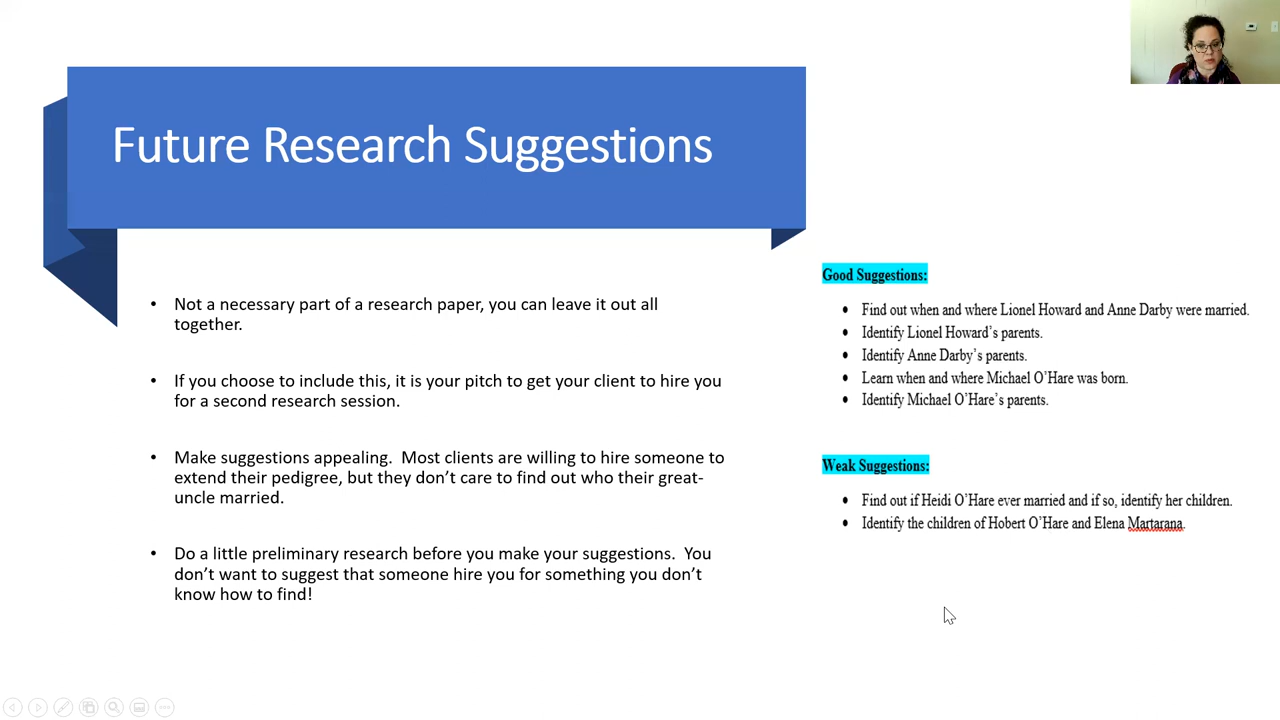 Future Research Suggestions
• Not a necessary part of a research paper, you can leave it out all
together.
• If you choose to include this, it is your pitch to get your client to hire you
for a second research session.
• Make suggestions appealing.  Most clients are willing to hire someone to
extend their pedigree, but they don't care to find out who their great-
uncle married.
• Do a little preliminary research before you make your suggestions.  You
don't want to suggest that someone hire you for something you don't
know how to find!
Good Suggestions:
• Find out when and where Lionel Howard and Anne Darby were married.
• Identify Lionel Howard's parents.
• Identify Anne Darby's parents.
• Learn when and where Michael O'Hare was born.
• Identify Michael O'Hare's parents.
Weak Suggestions:
• Find out if Heidi O'Hare ever married and if so, identify her children.
• Identify the children of Hobert O'Hare and Elena Martarana.